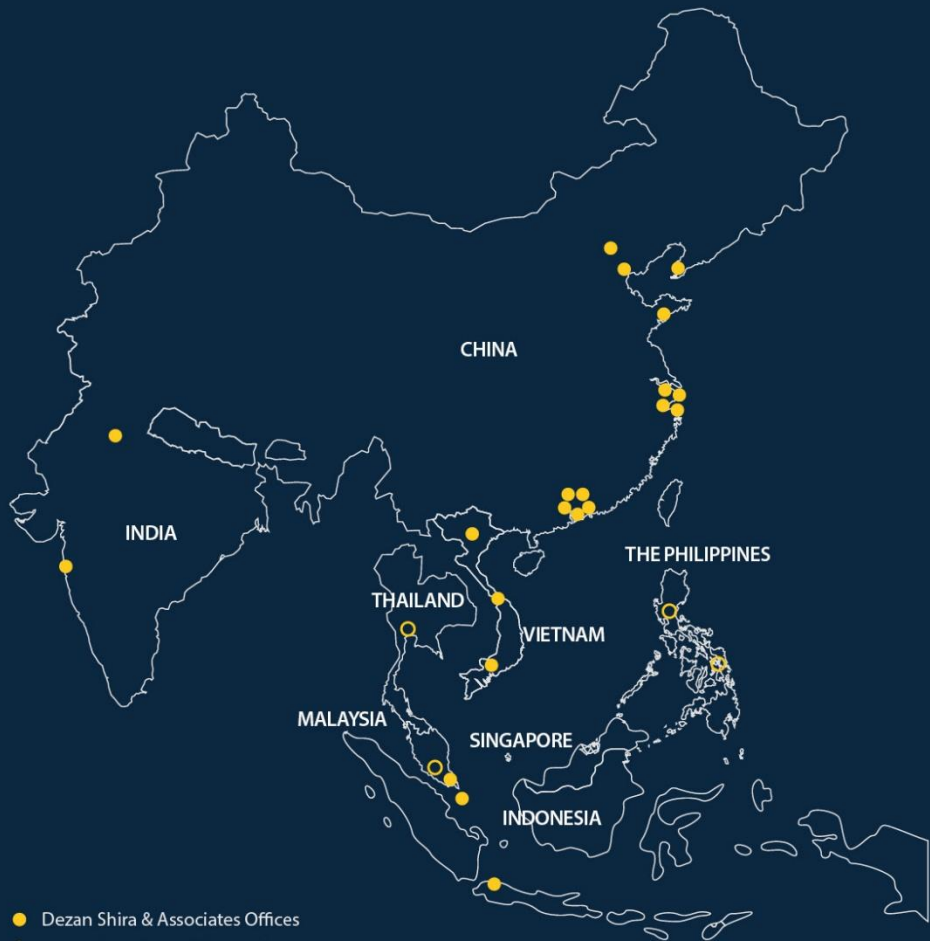 CHINA
INDIA
THE PHILIPPINES
THAILAND
VIETNAM
MALAYSIA
SINGAPORE
INDONESIA
Dezan Shira & Associates Offices